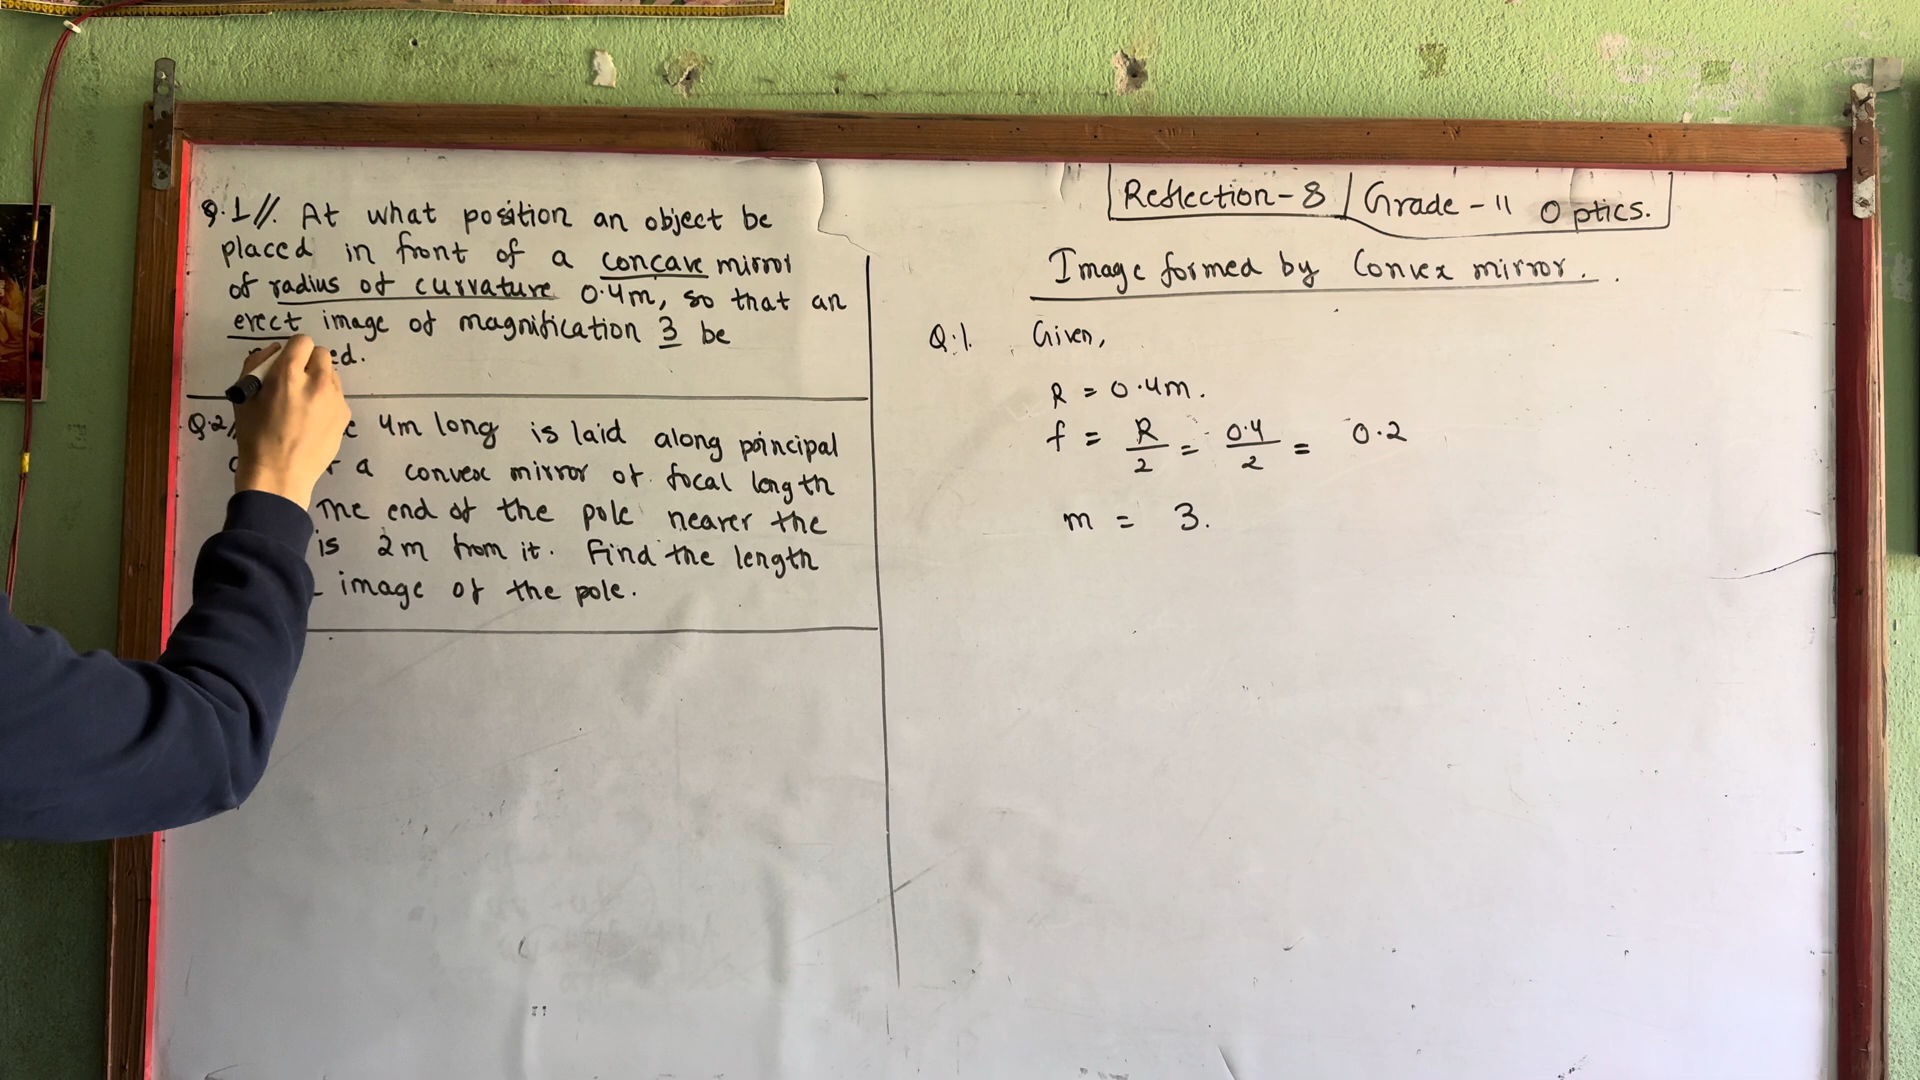 Q.1//. At what position an object be
placed in front of a concave mirror
of radius of curvature 0.4m, so that an
erect image of magnification 3 be
ed.
Q.2// 4m long is laid along principal
a convex mirror of focal length
The end of the pole nearer the
is 2m from it. Find the length
image of the pole.
Reflection-8 / Grade-11 Optics.
Image formed by Convex mirror.
Q.1. Given,
R = 0.4m.
f = R/2 = 0.4/2 = 0.2
m = 3.